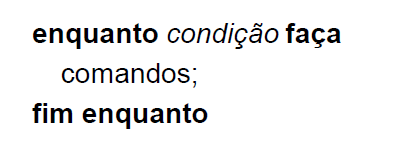 enquanto condição faça
comandos;
fim enquanto